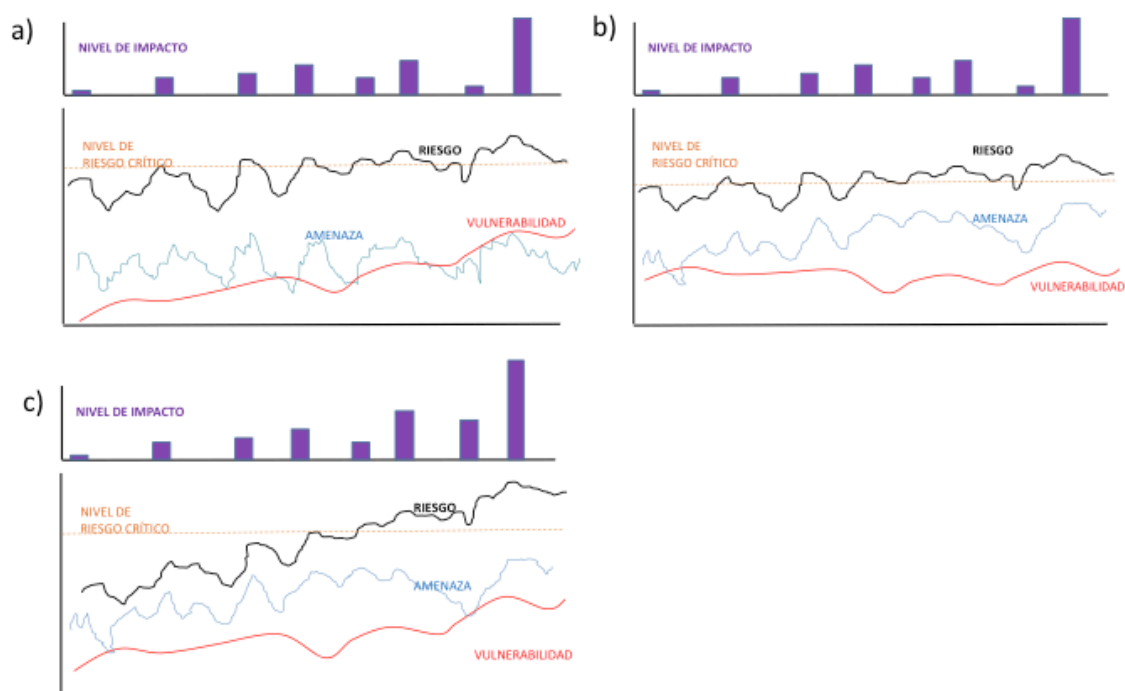 a)
NIVEL DE IMPACTO
NIVEL DE
RIESGO CRÍTICO
RIESGO
AMENAZA
VULNERABILIDAD
b)
NIVEL DE IMPACTO
NIVEL DE
RIESGO CRÍTICO
RIESGO
AMENAZA
VULNERABILIDAD
c)
NIVEL DE IMPACTO
NIVEL DE
RIESGO CRÍTICO
RIESGO
AMENAZA
VULNERABILIDAD